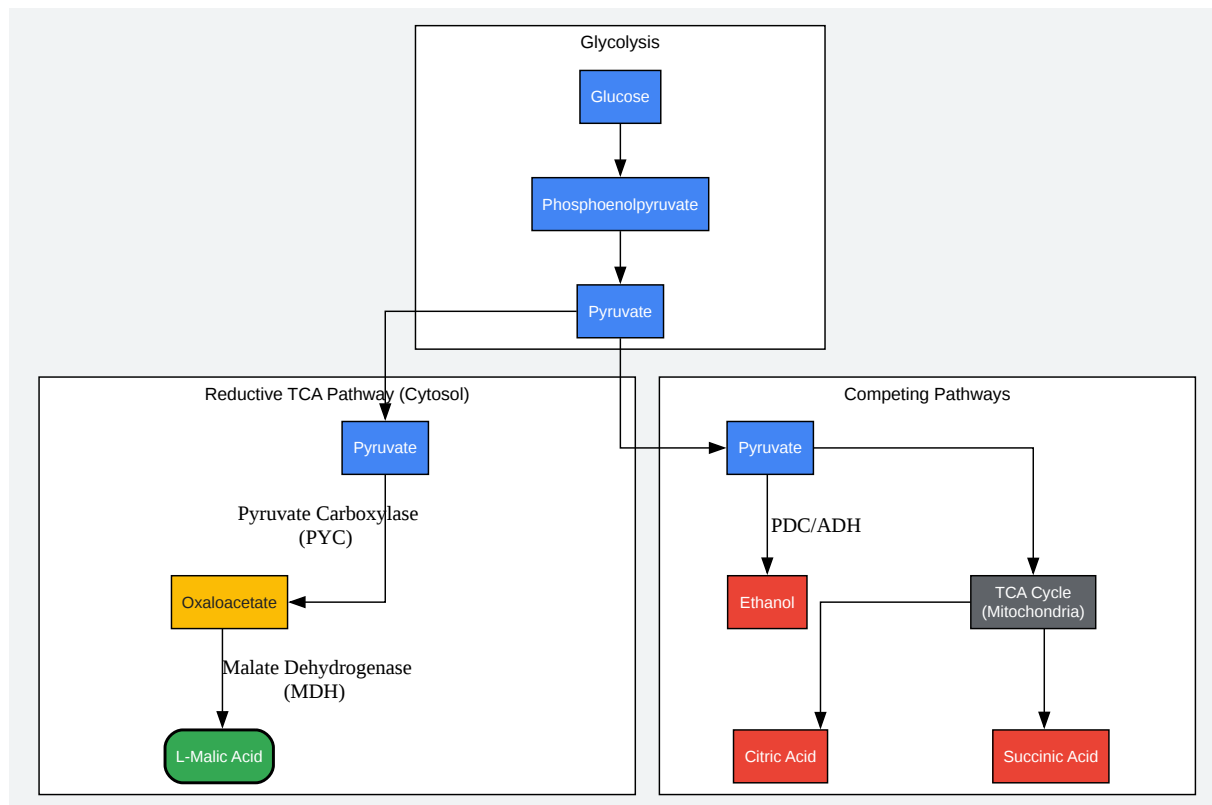 Glycolysis
Glucose
Phosphoenolpyruvate
Pyruvate
Reductive TCA Pathway (Cytosol)
Pyruvate
Pyruvate Carboxylase
(PYC)
Oxaloacetate
Malate Dehydrogenase
(MDH)
L-Malic Acid
Competing Pathways
Pyruvate
PDC/ADH
Ethanol
TCA Cycle
(Mitochondria)
Citric Acid
Succinic Acid